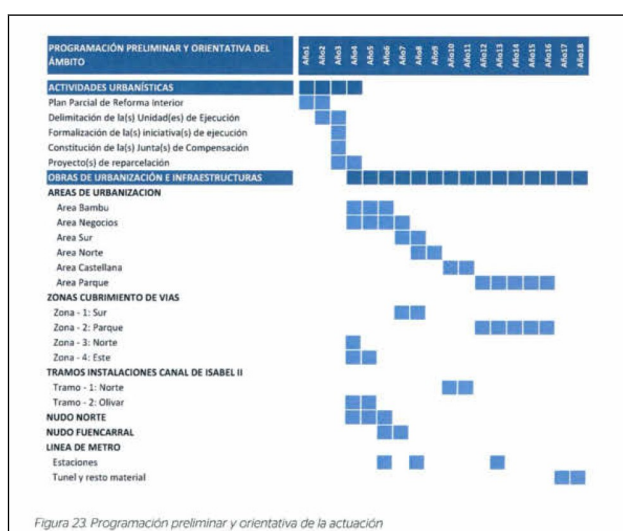 PROGRAMACIÓN PRELIMINAR Y ORIENTATIVA DEL
ÁMBITO
Año1 Año2 Año3 Año4 Año5 Año6 Año7 Año8 Año9 Año10 Año11 Año12 Año13 Año14 Año15 Año16 Año17 Año18
ACTIVIDADES URBANÍSTICAS
Plan Parcial de Reforma Interior
Delimitación de la(s) Unidad(es) de Ejecución
Formalización de la(s) iniciativa(s) de ejecución
Constitución de la(s) Junta(s) de Compensación
Proyecto(s) de reparcelación
OBRAS DE URBANIZACIÓN E INFRAESTRUCTURAS
AREAS DE URBANIZACION
Area Bambu
Area Negocios
Area Sur
Area Norte
Area Castellana
Area Parque
ZONAS CUBRIMIENTO DE VIAS
Zona - 1: Sur
Zona - 2: Parque
Zona - 3: Norte
Zona - 4: Este
TRAMOS INSTALACIONES CANAL DE ISABEL II
Tramo - 1: Norte
Tramo - 2: Olivar
NUDO NORTE
NUDO FUENCARRAL
LINEA DE METRO
Estaciones
Tunel y resto material
Figura 23. Programación preliminar y orientativa de la actuación